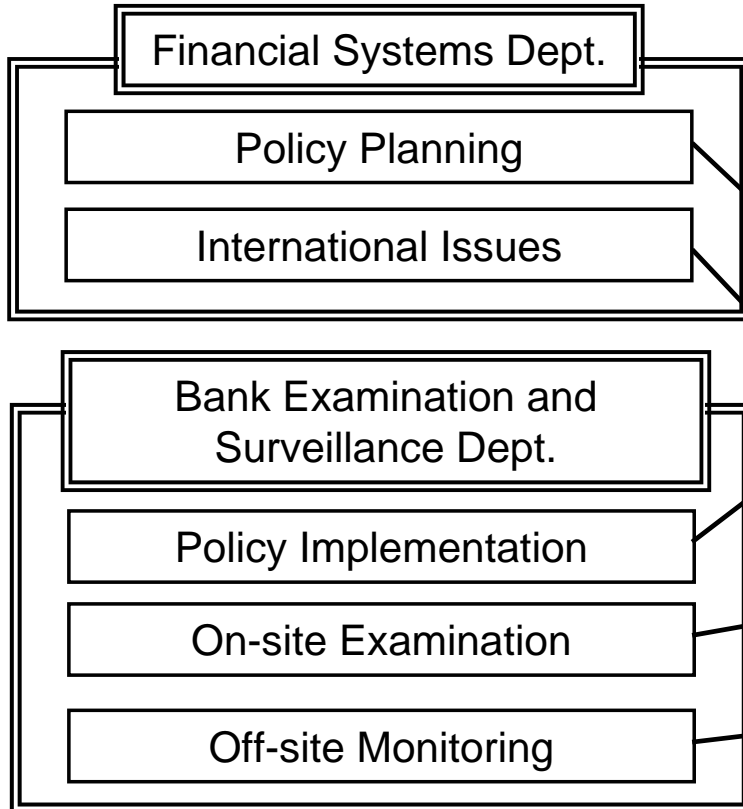 Financial Systems Dept.
Policy Planning
International Issues
Bank Examination and
Surveillance Dept.
Policy Implementation
On-site Examination
Off-site Monitoring